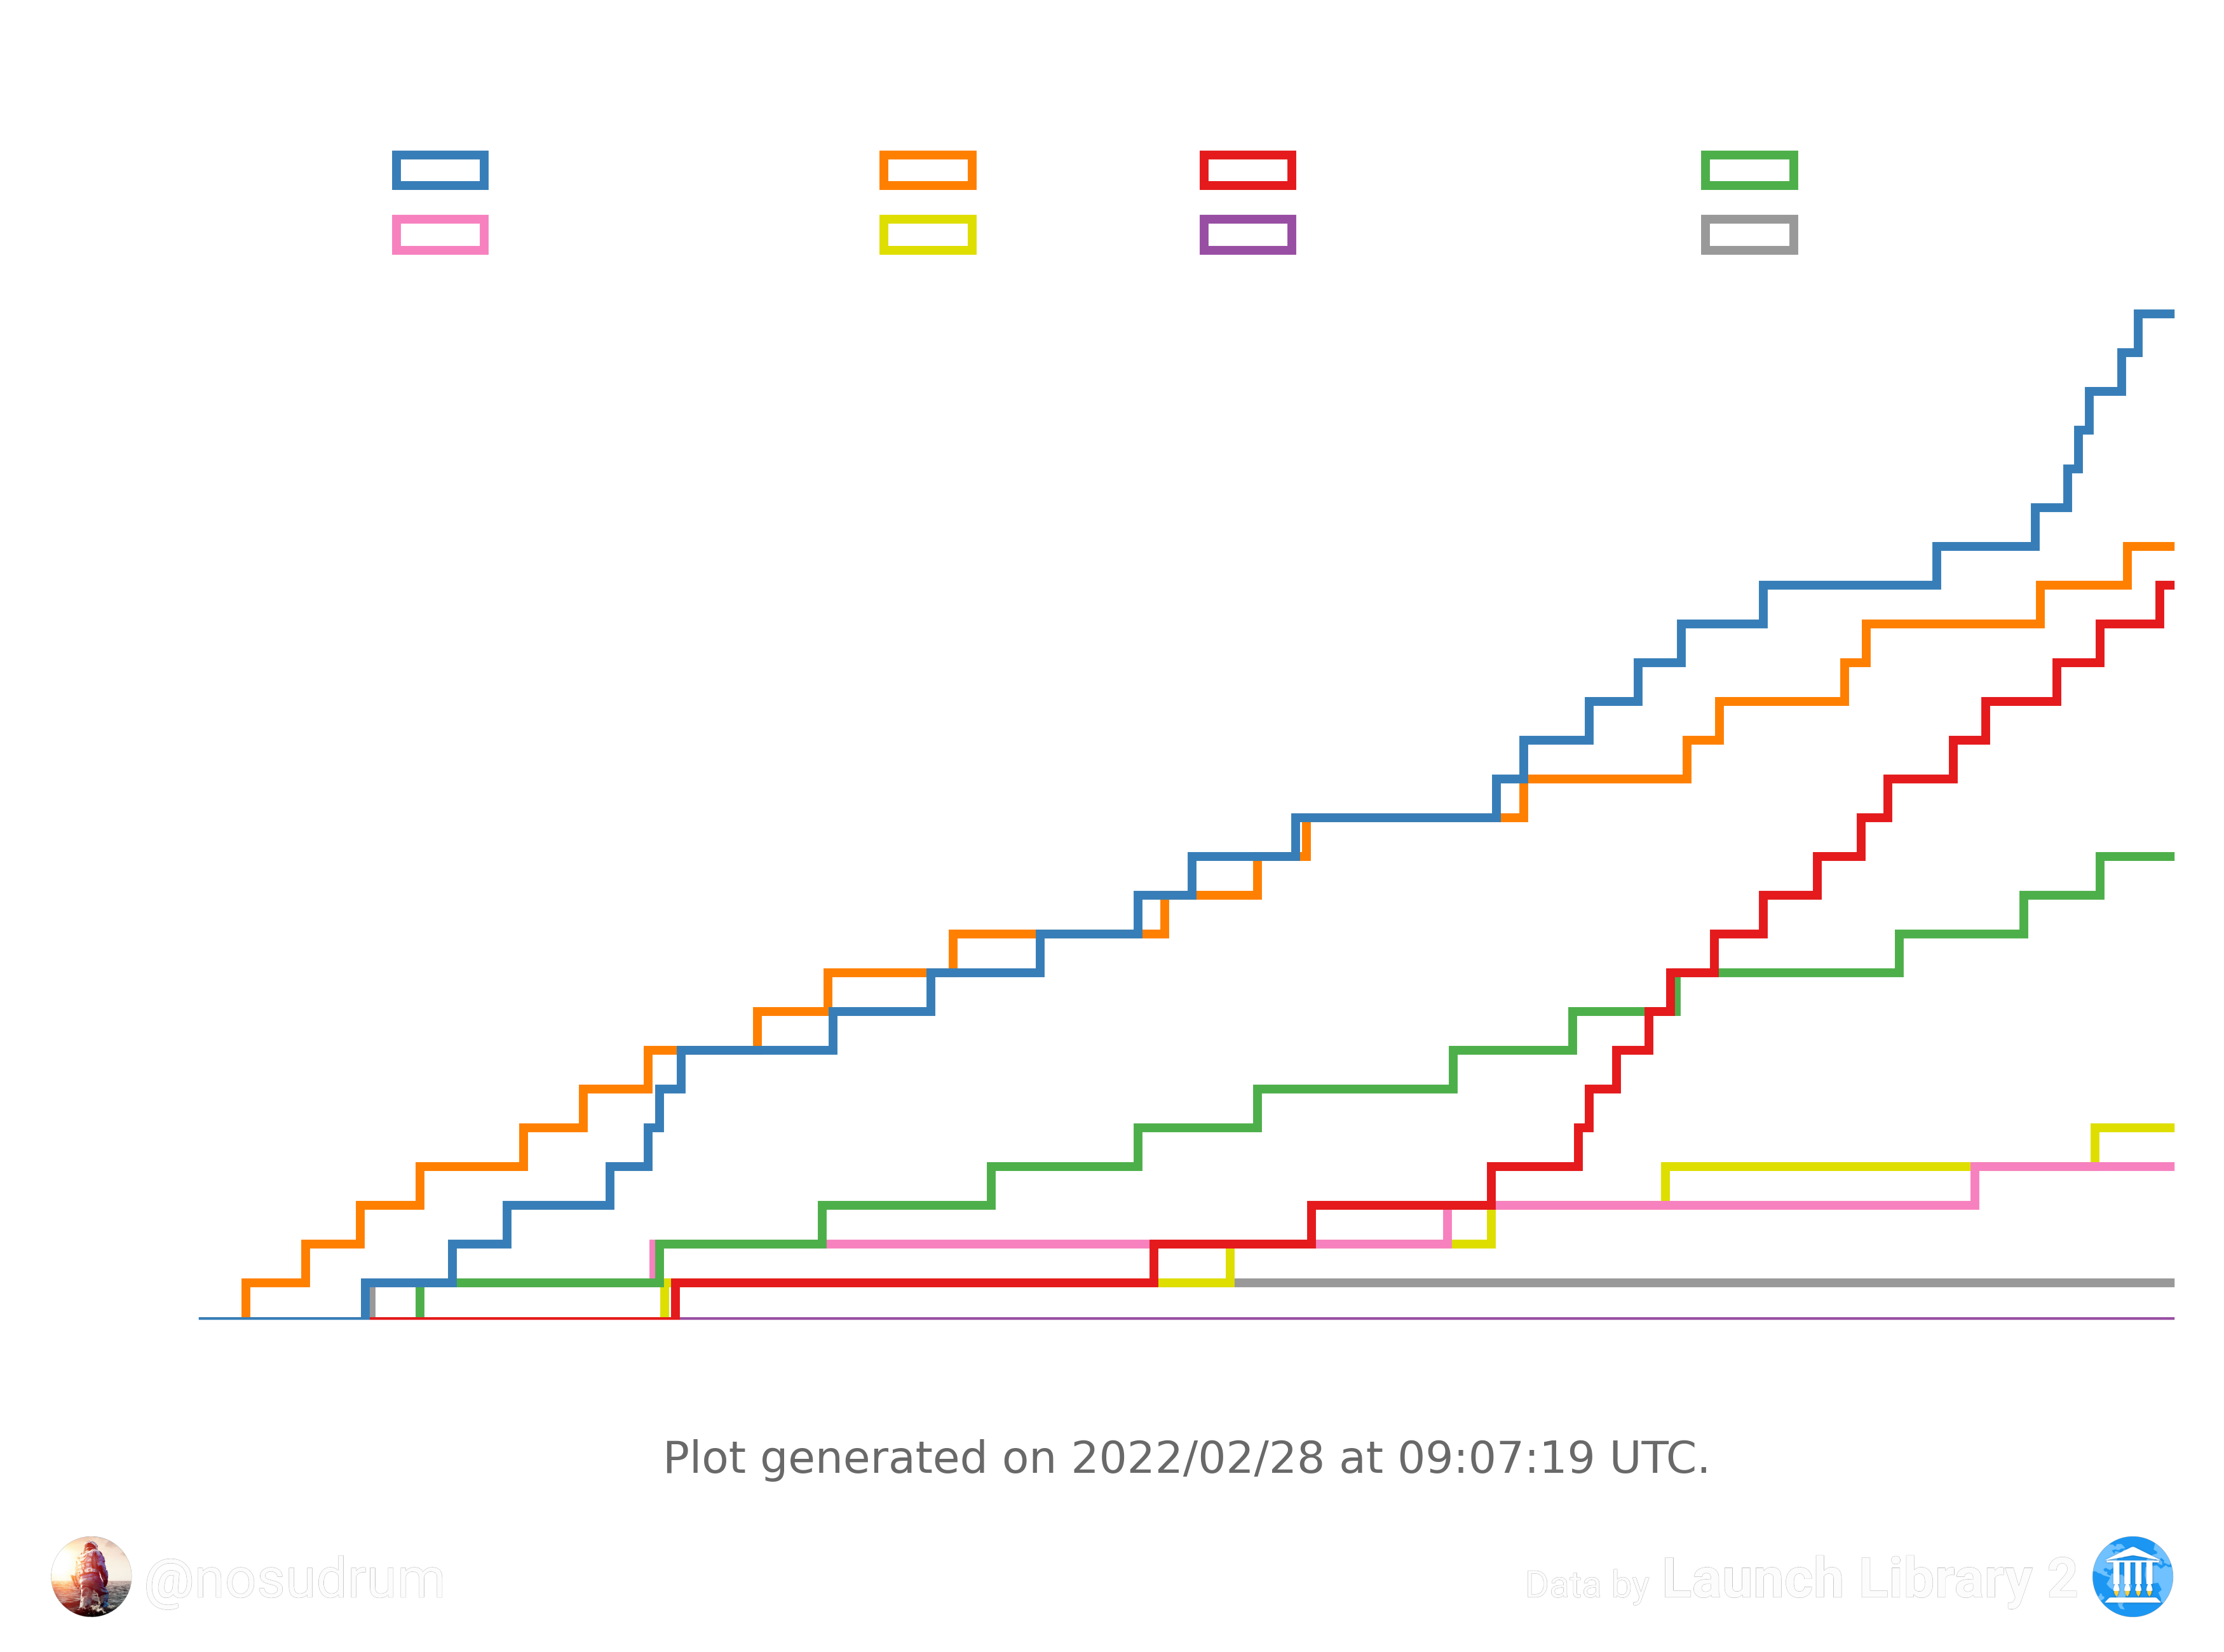 Plot generated on 2022/02/28 at 09:07:19 UTC.
@nosudrum
Data by Launch Library 2